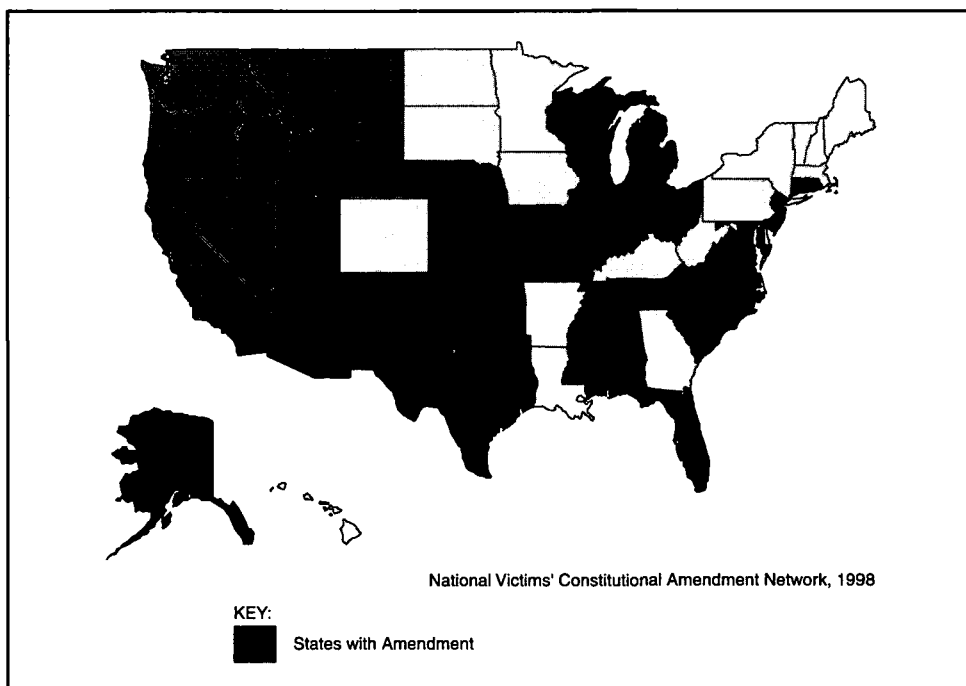 National Victims' Constitutional Amendment Network, 1998
KEY:
States with Amendment